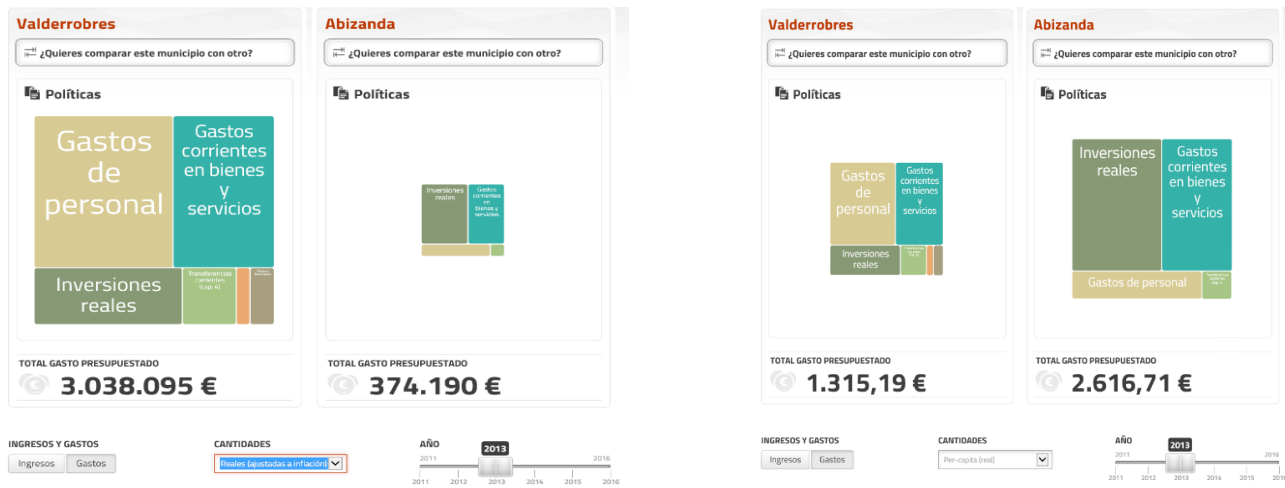 Valderrobres
¿Quieres comparar este municipio con otro?
Políticas
Gastos
de
personal
Gastos
corrientes
en bienes
y
servicios
Inversiones
reales
Transferencias
corrientes
TOTAL GASTO PRESUPUESTADO
3.038.095 €
Abizanda
¿Quieres comparar este municipio con otro?
Políticas
Inversiones
reales
Gastos
corrientes
en bienes y
servicios
TOTAL GASTO PRESUPUESTADO
374.190 €
INGRESOS Y GASTOS
Ingresos Gastos
CANTIDADES
Reales (ajustadas a inflación)
AÑO
2013
2011 2016
2011 2012 2013 2014 2015 2016
Valderrobres
¿Quieres comparar este municipio con otro?
Políticas
Gastos
de
personal
Gastos
corrientes
en bienes
y
servicios
Inversiones
reales
TOTAL GASTO PRESUPUESTADO
1.315,19 €
Abizanda
¿Quieres comparar este municipio con otro?
Políticas
Inversiones
reales
Gastos
corrientes
en bienes
y
servicios
Gastos de personal
TOTAL GASTO PRESUPUESTADO
2.616,71 €
INGRESOS Y GASTOS
Ingresos Gastos
CANTIDADES
Per-capita (real)
AÑO
2013
2011 2016
2011 2012 2013 2014 2015